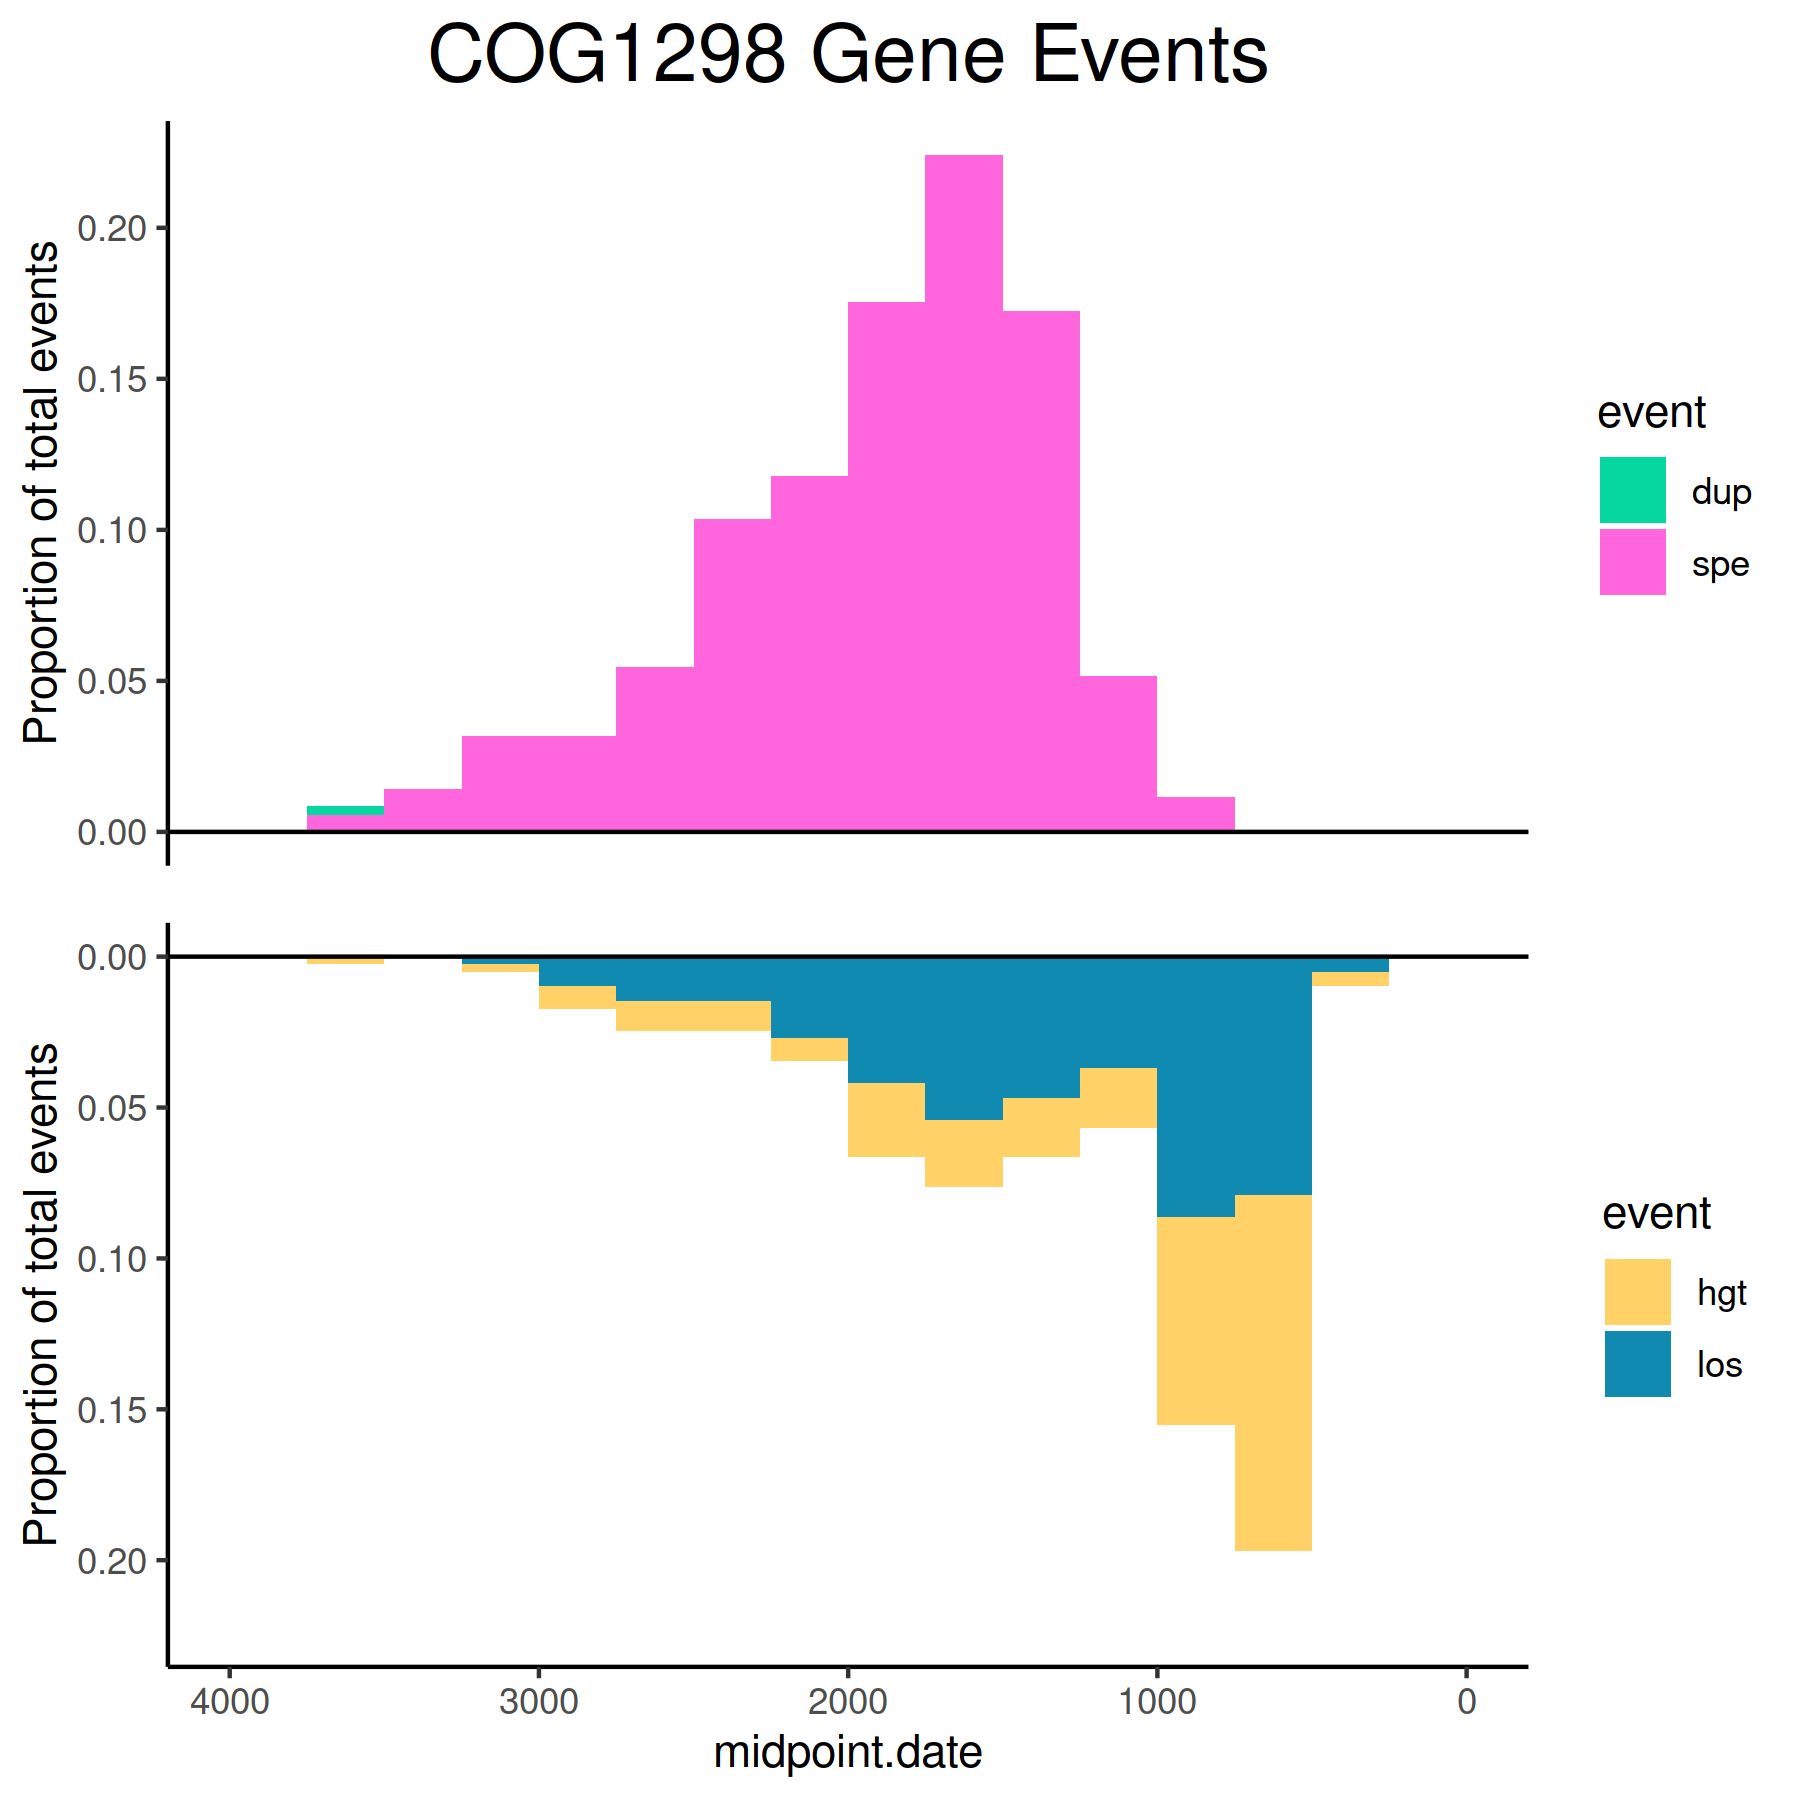 COG1298 Gene Events
Proportion of total events
0.20
0.15
0.10
0.05
0.00
event
dup
spe
Proportion of total events
0.00
0.05
0.10
0.15
0.20
event
hgt
los
4000 3000 2000 1000 0
midpoint.date